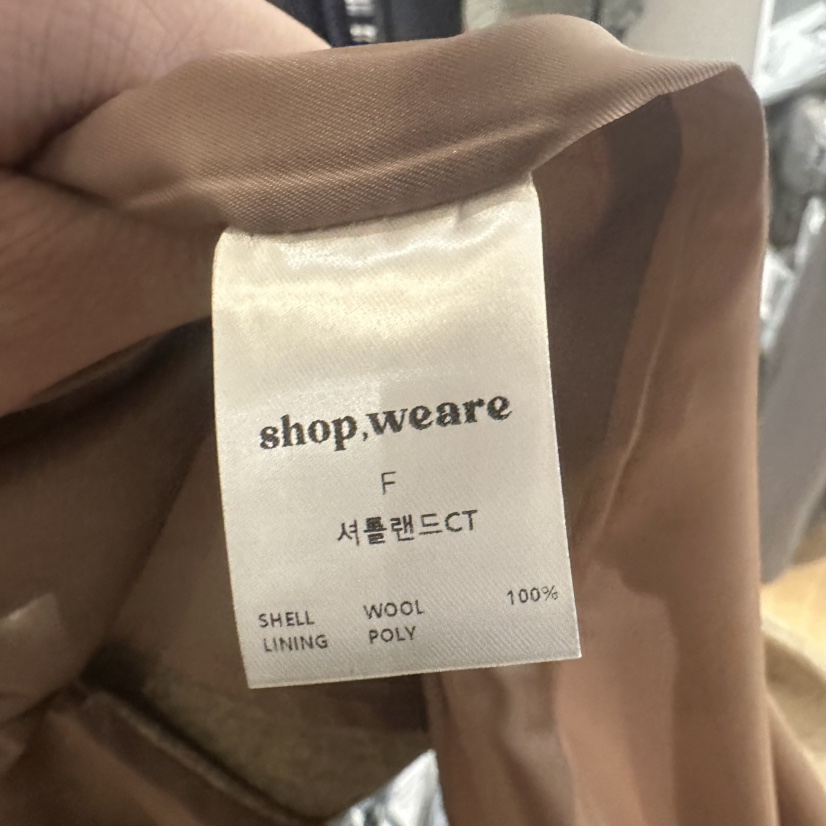 shop,weare
F
셔틀랜드CT
SHELL WOOL 100%
LINING POLY